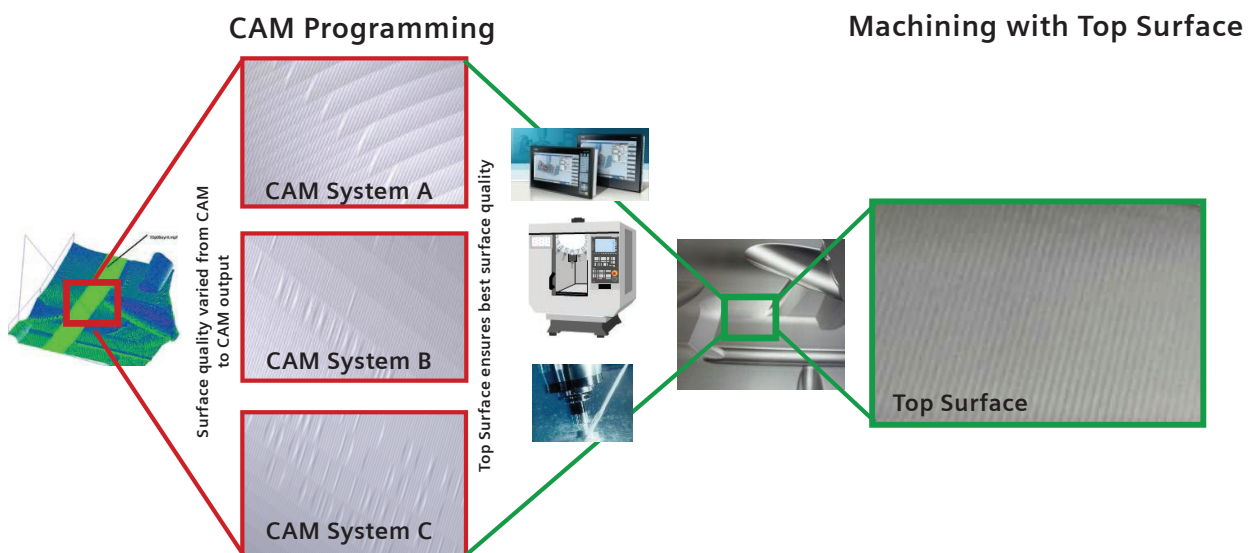 CAM Programming
Machining with Top Surface
Surface quality varied from CAM
to CAM output
CAM System A
CAM System B
CAM System C
Top Surface ensures best surface quality
Top Surface